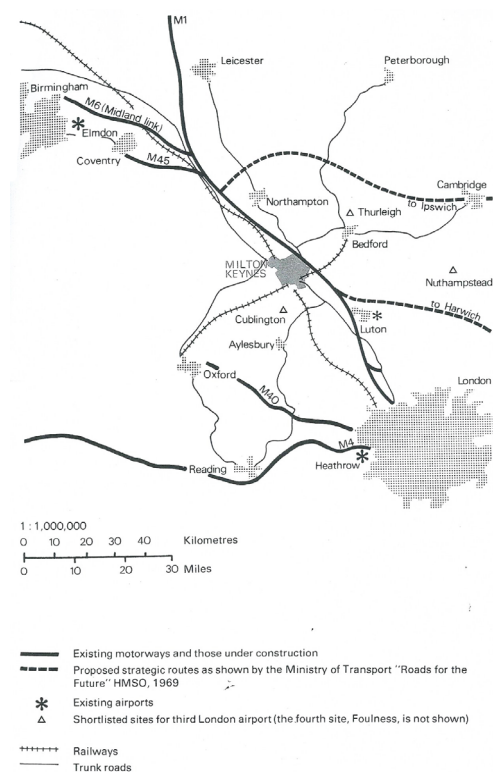 M1
Leicester
Peterborough
Birmingham
M6 (Midland link)
Elmdon
Coventry
M45
Cambridge
to Ipswich
Northampton
Thurleigh
Bedford
MILTON
KEYNES
Nuthampstead
to Harwich
Cublington
Luton
Aylesbury
Oxford
London
M40
M4
Heathrow
Reading
1 : 1,000,000
0 10 20 30 40 Kilometres
0 10 20 30 Miles
Existing motorways and those under construction
Proposed strategic routes as shown by the Ministry of Transport "Roads for the
Future" HMSO, 1969
Existing airports
Shortlisted sites for third London airport (the fourth site, Foulness, is not shown)
Railways
Trunk roads